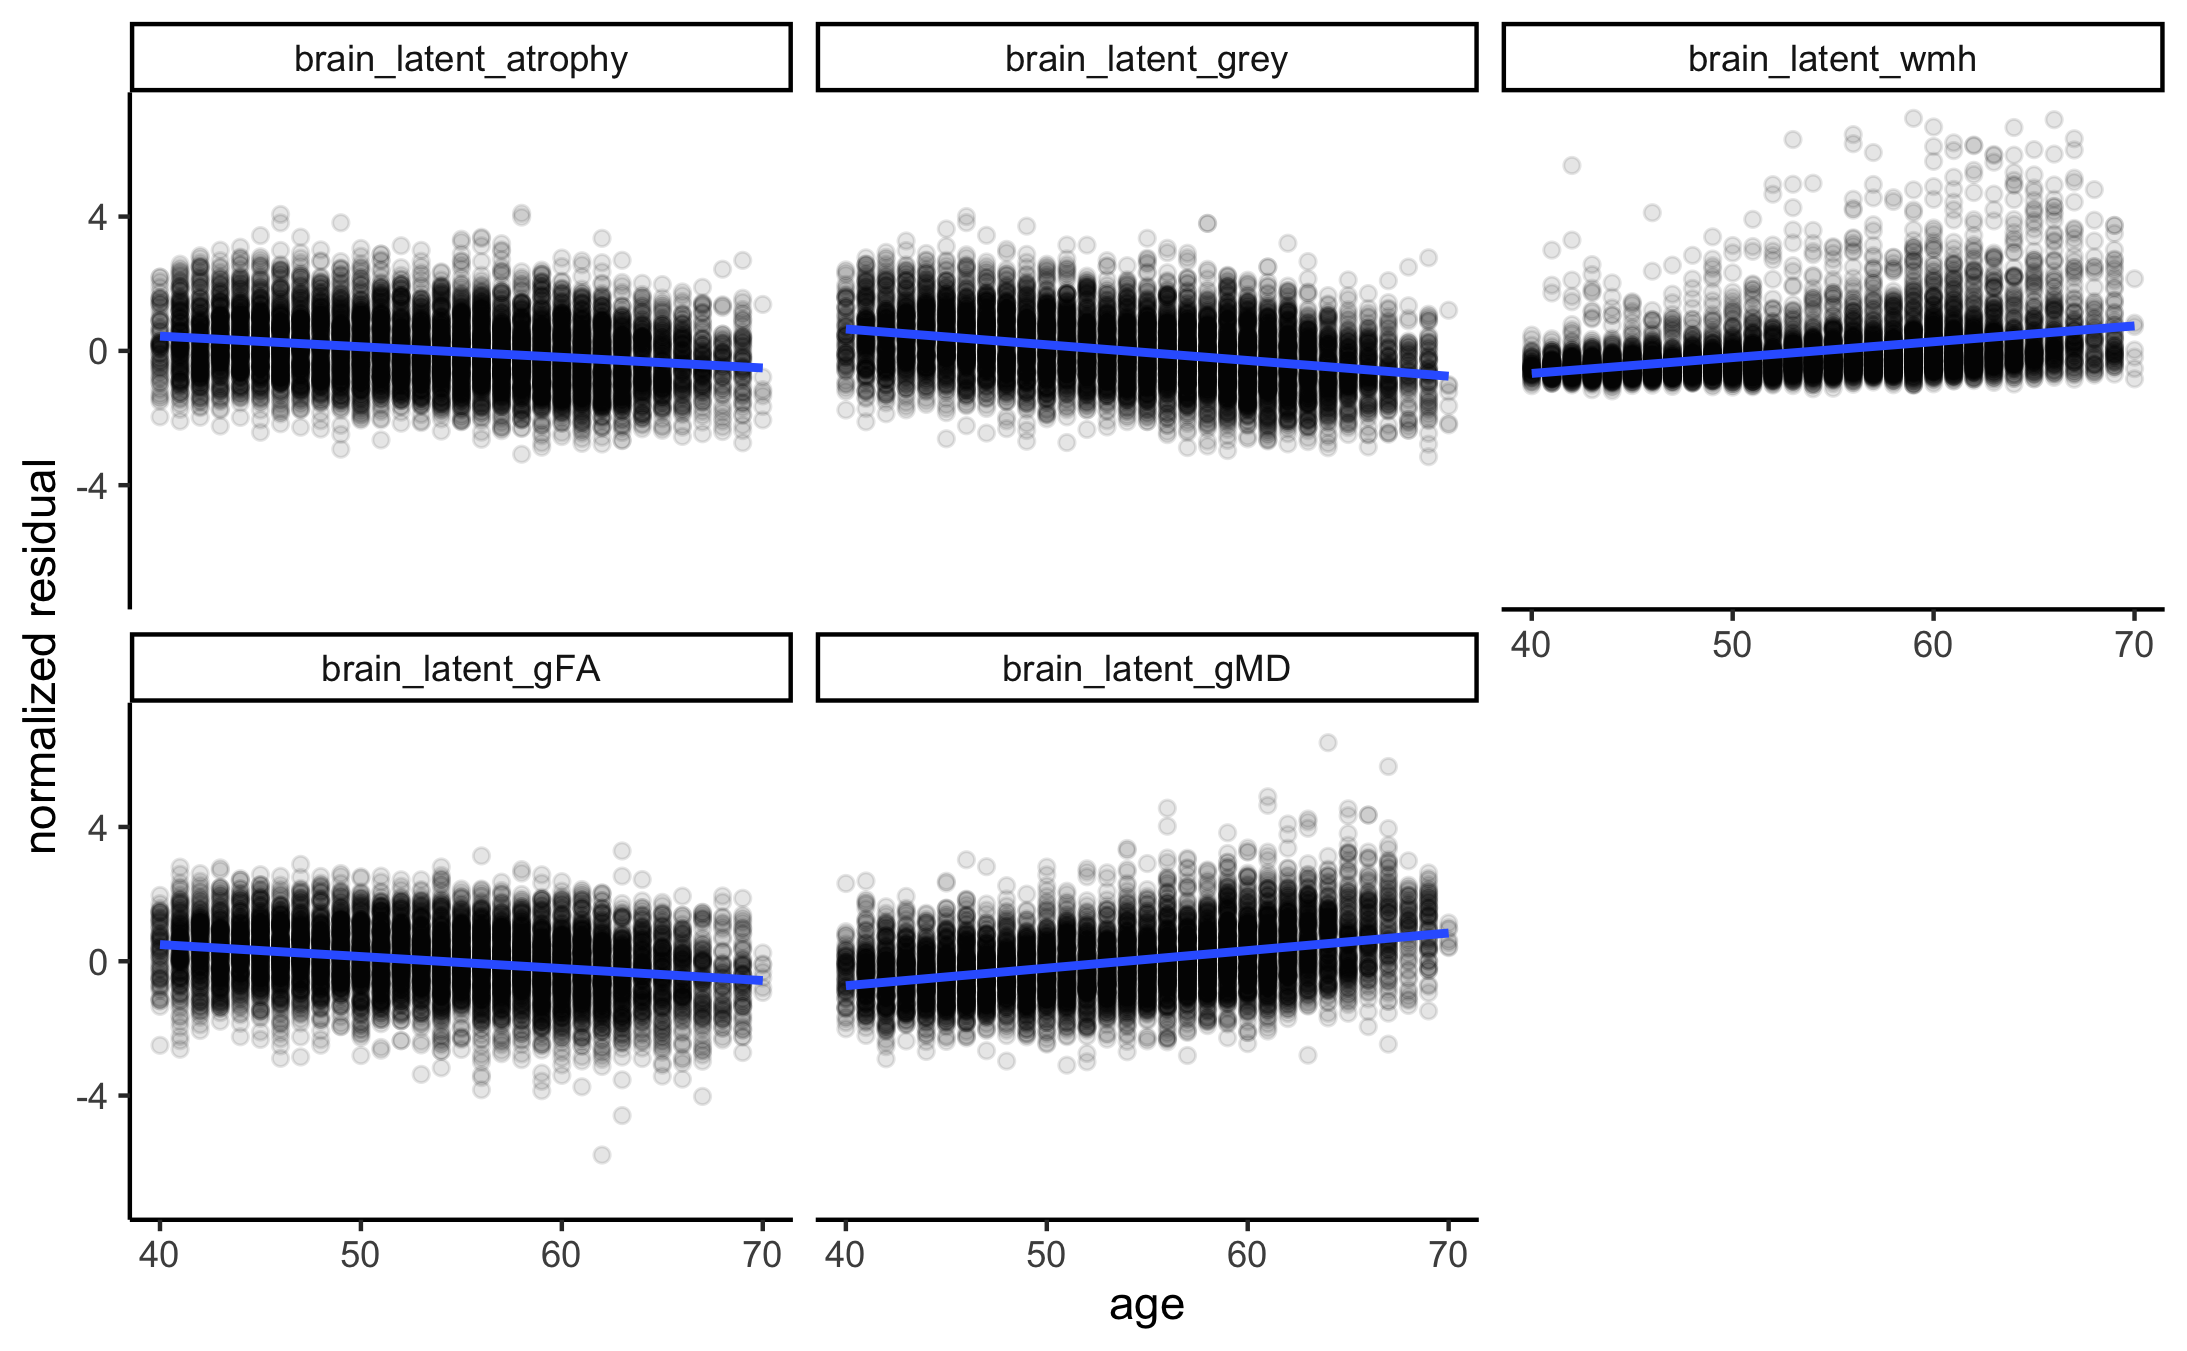 brain_latent_atrophy
brain_latent_grey
brain_latent_wmh
4
0
-4
40 50 60 70
brain_latent_gFA
brain_latent_gMD
4
0
-4
40 50 60 70
40 50 60 70
age
normalized residual